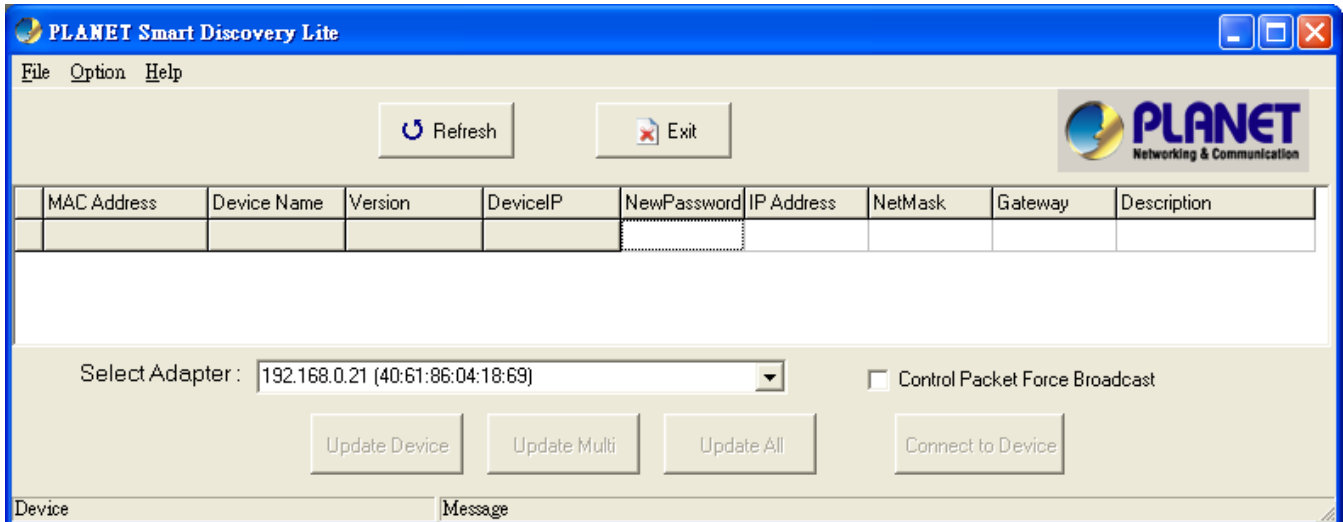 PLANET Smart Discovery Lite
File Option Help
Refresh Exit
PLANET
Networking & Communication
MAC Address Device Name Version DeviceIP NewPassword IP Address NetMask Gateway Description
Select Adapter : 192.168.0.21 (40:61:86:04:18:69) Control Packet Force Broadcast
Update Device Update Multi Update All Connect to Device
Device Message